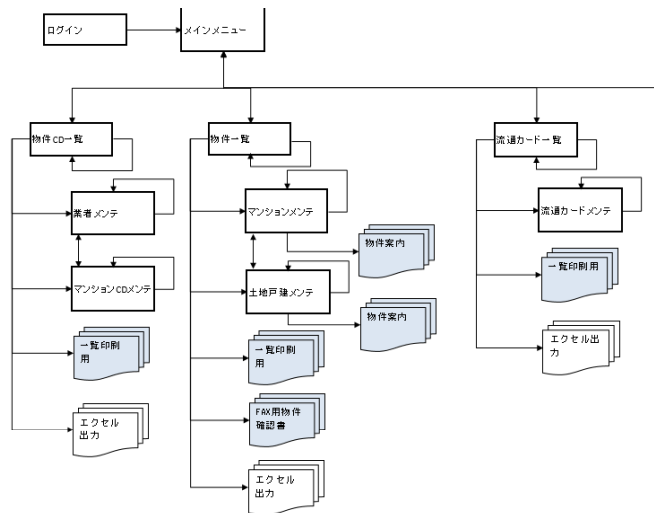 ログイン
メインメニュー
物件CD一覧
物件一覧
流通カード一覧
業者メンテ
マンションメンテ
流通カードメンテ
物件案内
マンションCDメンテ
土地戸建メンテ
一覧印刷用
物件案内
一覧印刷
用
一覧印刷
用
エクセル出
力
FAX用物件
確認書
エクセル
出力
エクセル
出力